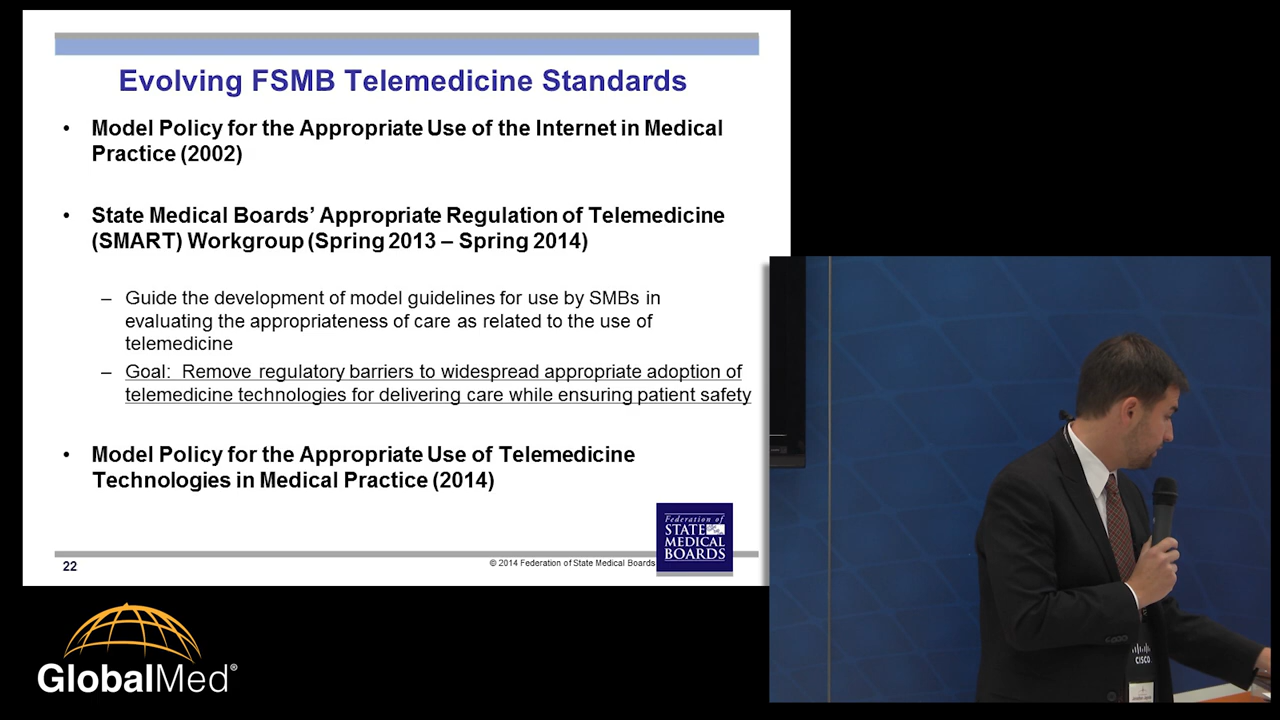 Evolving FSMB Telemedicine Standards
• Model Policy for the Appropriate Use of the Internet in Medical
Practice (2002)
• State Medical Boards’ Appropriate Regulation of Telemedicine
(SMART) Workgroup (Spring 2013 – Spring 2014)
– Guide the development of model guidelines for use by SMBs in
evaluating the appropriateness of care as related to the use of
telemedicine
– Goal: Remove regulatory barriers to widespread appropriate adoption of
telemedicine technologies for delivering care while ensuring patient safety
• Model Policy for the Appropriate Use of Telemedicine
Technologies in Medical Practice (2014)
Federation of
STATE
MEDICAL
BOARDS
22
© 2014 Federation of State Medical Boards
GlobalMed®
CISCO